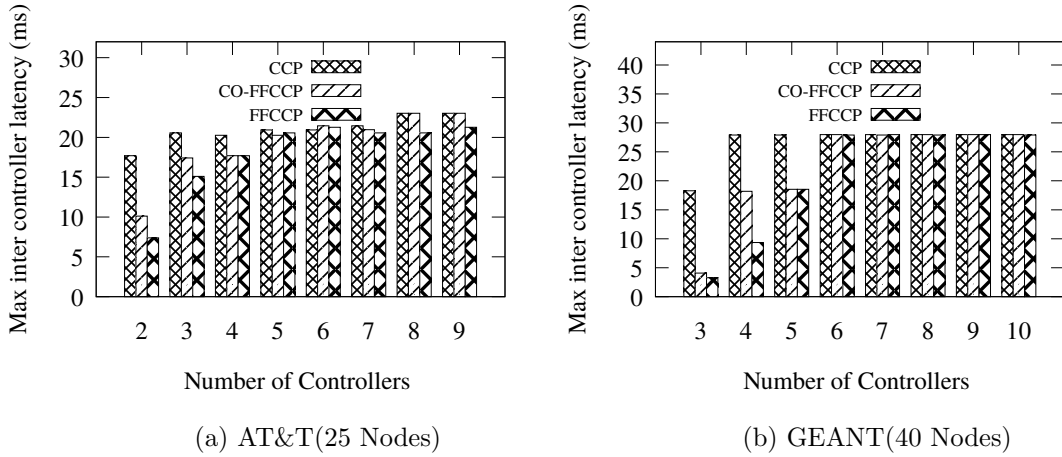 Max inter controller latency (ms)
30
25
20
15
10
5
0
CCP
CO-FFCCP
FFCCP
2 3 4 5 6 7 8 9
Number of Controllers
(a) AT&T(25 Nodes)
Max inter controller latency (ms)
40
35
30
25
20
15
10
5
0
CCP
CO-FFCCP
FFCCP
3 4 5 6 7 8 9 10
Number of Controllers
(b) GEANT(40 Nodes)